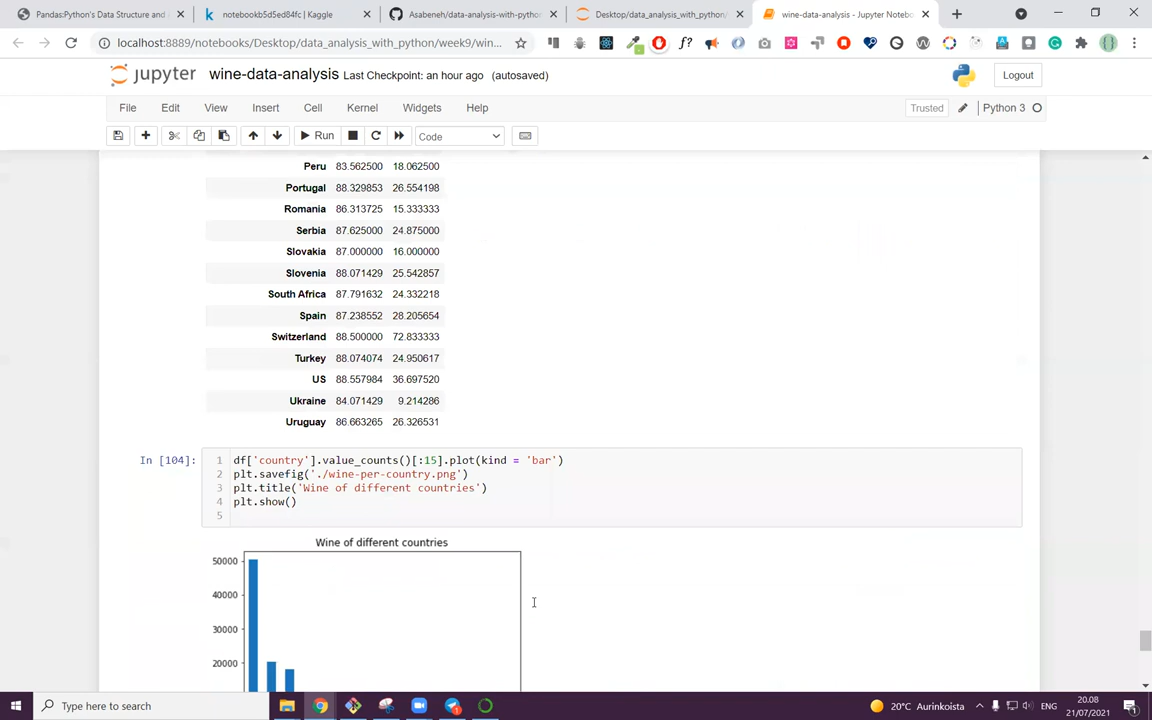 Pandas:Python's Data Structure and
notebookb5d5ed84fc | Kaggle
Asabeneh/data-analysis-with-python
Desktop/data_analysis_with_python/
wine-data-analysis - Jupyter Notebo
localhost:8889/notebooks/Desktop/data_analysis_with_python/week9/win...
jupyter wine-data-analysis Last Checkpoint: an hour ago (autosaved)
Logout
File Edit View Insert Cell Kernel Widgets Help
Trusted Python 3
Run Code
Peru 83.562500 18.062500
Portugal 88.329853 26.554198
Romania 86.313725 15.333333
Serbia 87.625000 24.875000
Slovakia 87.000000 16.000000
Slovenia 88.071429 25.542857
South Africa 87.791632 24.332218
Spain 87.238552 28.205654
Switzerland 88.500000 72.833333
Turkey 88.074074 24.950617
US 88.557984 36.697520
Ukraine 84.071429 9.214286
Uruguay 86.663265 26.326531
In [104]:
1 df['country'].value_counts()[:15].plot(kind = 'bar')
2 plt.savefig('./wine-per-country.png')
3 plt.title('Wine of different countries')
4 plt.show()
5
Wine of different countries
50000
40000
30000
20000
Type here to search
20°C Aurinkoista
ENG
20.08
21/07/2021